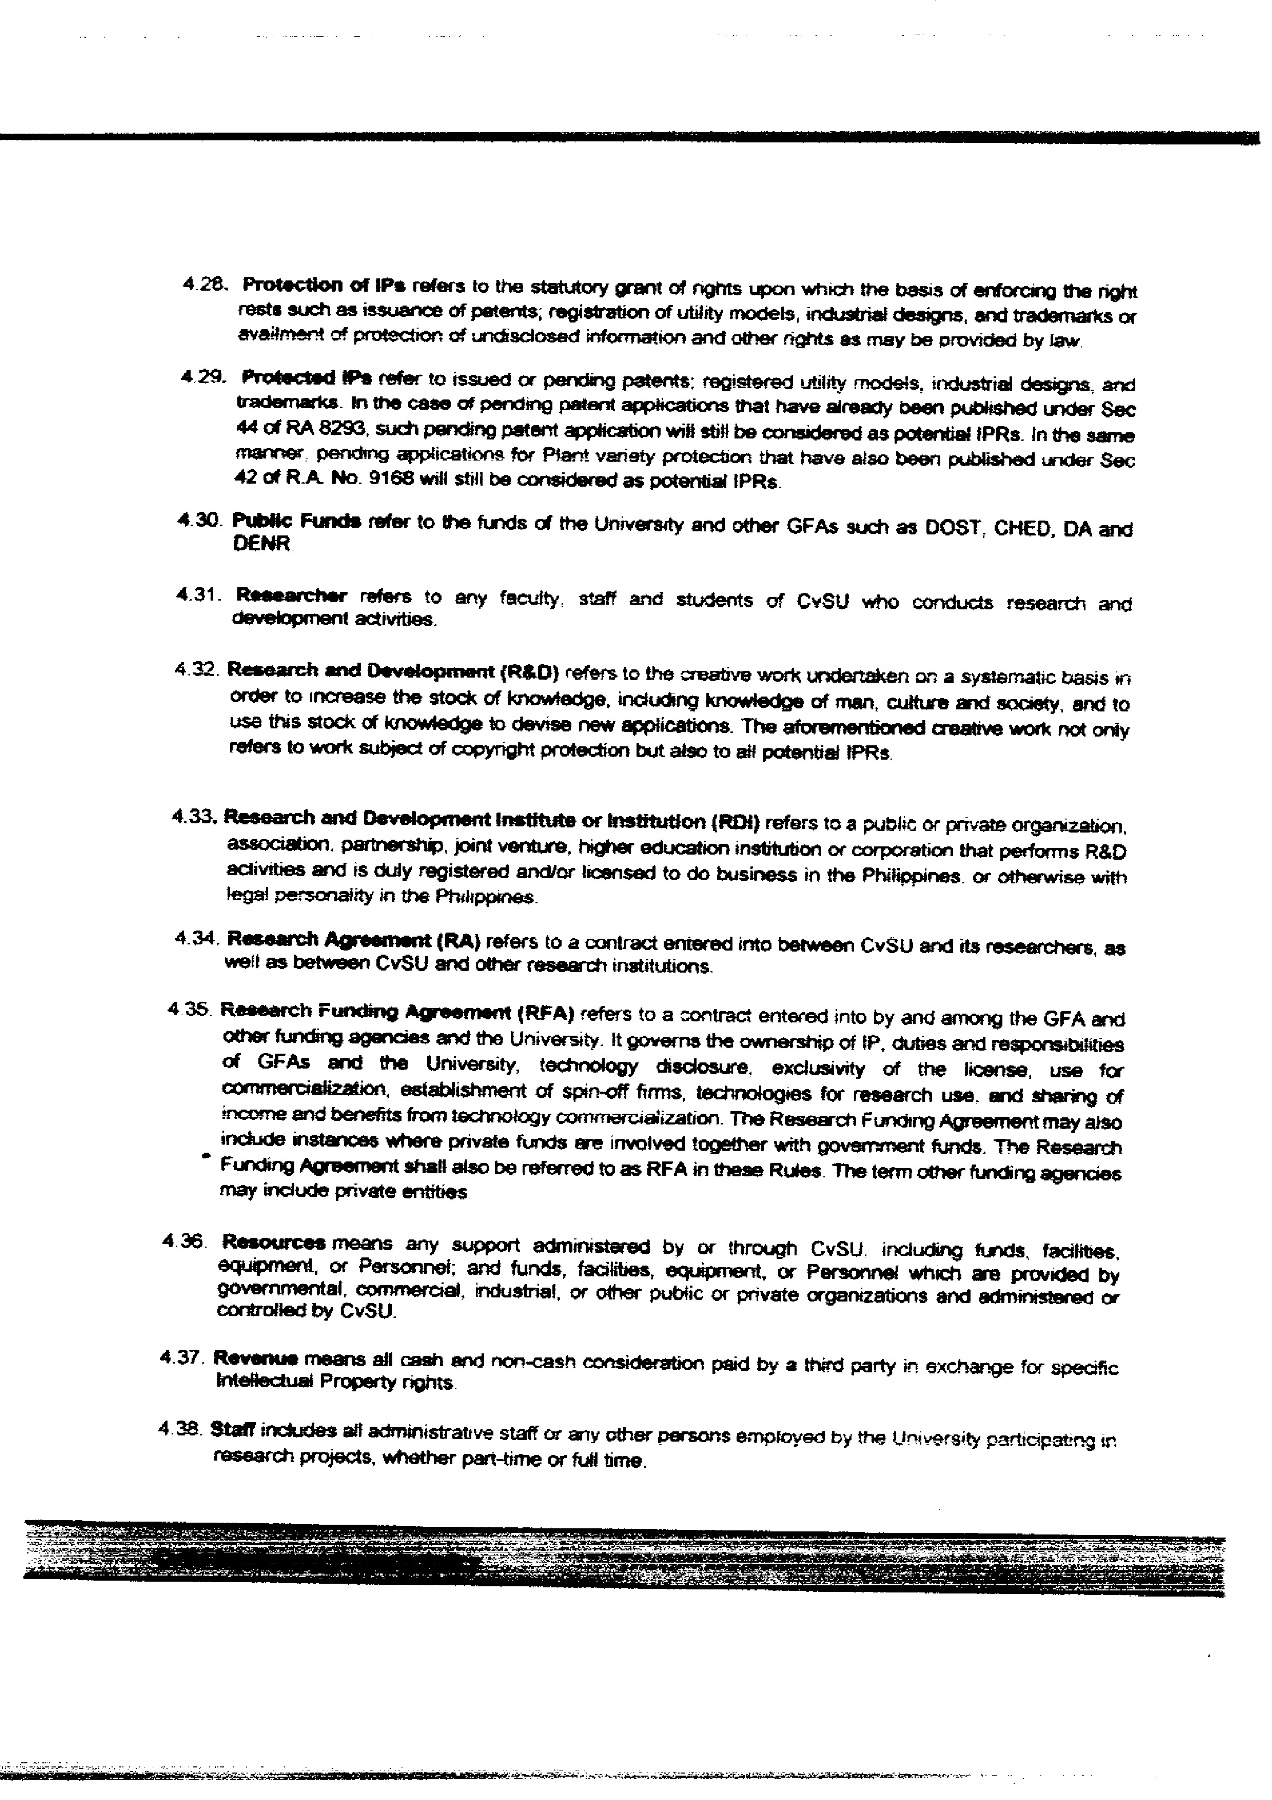 4.28. Protection of IPs refers to the statutory grant of rights upon which the basis of enforcing the right
rests such as issuance of patents; registration of utility models, industrial designs, and trademarks or
availment of protection of undisclosed information and other rights as may be provided by law.
4.29. Protected IPs refer to issued or pending patents; registered utility models, industrial designs, and
trademarks. In the case of pending patent applications that have already been published under Sec
44 of RA 8293, such pending patent application will still be considered as potential IPRs. In the same
manner, pending applications for Plant variety protection that have also been published under Sec
42 of R.A. No. 9168 will still be considered as potential IPRs.
4.30. Public Funds refer to the funds of the University and other GFAs such as DOST, CHED, DA and
DENR
4.31. Researcher refers to any faculty, staff and students of CvSU who conducts research and
development activities.
4.32. Research and Development (R&D) refers to the creative work undertaken on a systematic basis in
order to increase the stock of knowledge, including knowledge of man, culture and society, and to
use this stock of knowledge to devise new applications. The aforementioned creative work not only
refers to work subject of copyright protection but also to all potential IPRs.
4.33. Research and Development Institute or Institution (RDI) refers to a public or private organization,
association, partnership, joint venture, higher education institution or corporation that performs R&D
activities and is duly registered and/or licensed to do business in the Philippines, or otherwise with
legal personality in the Philippines.
4.34. Research Agreement (RA) refers to a contract entered into between CvSU and its researchers, as
well as between CvSU and other research institutions.
4.35. Research Funding Agreement (RFA) refers to a contract entered into by and among the GFA and
other funding agencies and the University. It governs the ownership of IP, duties and responsibilities
of GFAs and the University, technology disclosure, exclusivity of the license, use for
commercialization, establishment of spin-off firms, technologies for research use, and sharing of
income and benefits from technology commercialization. The Research Funding Agreement may also
include instances where private funds are involved together with government funds. The Research
Funding Agreement shall also be referred to as RFA in these Rules. The term other funding agencies
may include private entities
4.36. Resources means any support administered by or through CvSU, including funds, facilities,
equipment, or Personnel; and funds, facilities, equipment, or Personnel which are provided by
governmental, commercial, industrial, or other public or private organizations and administered or
controlled by CvSU.
4.37. Revenue means all cash and non-cash consideration paid by a third party in exchange for specific
Intellectual Property rights.
4.38. Staff includes all administrative staff or any other persons employed by the University participating in
research projects, whether part-time or full time.